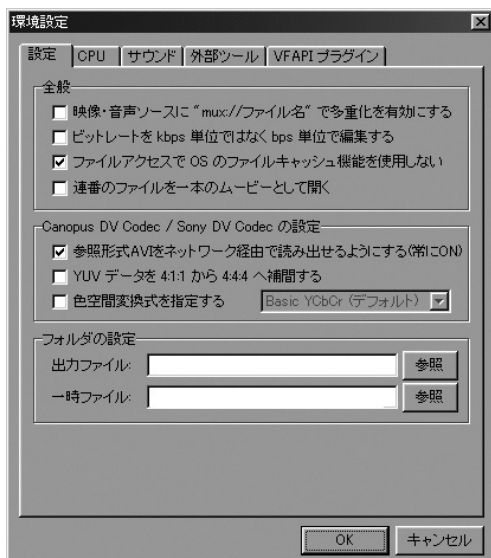 環境設定
設定 CPU サウンド 外部ツール VFAPI プラグイン
全般
映像・音声ソースに "mux://ファイル名" で多重化を有効にする
ビットレートを kbps 単位ではなく bps 単位で編集する
ファイルアクセスで OS のファイルキャッシュ機能を使用しない
連番のファイルを一本のムービーとして開く
Canopus DV Codec / Sony DV Codec の設定
参照形式AVIをネットワーク経由で読み出せるようにする(常にON)
YUV データを 4:1:1 から 4:4:4 へ補間する
色空間変換式を指定する Basic YCbCr (デフォルト)
フォルダの設定
出力ファイル: 参照
一時ファイル: 参照
OK キャンセル